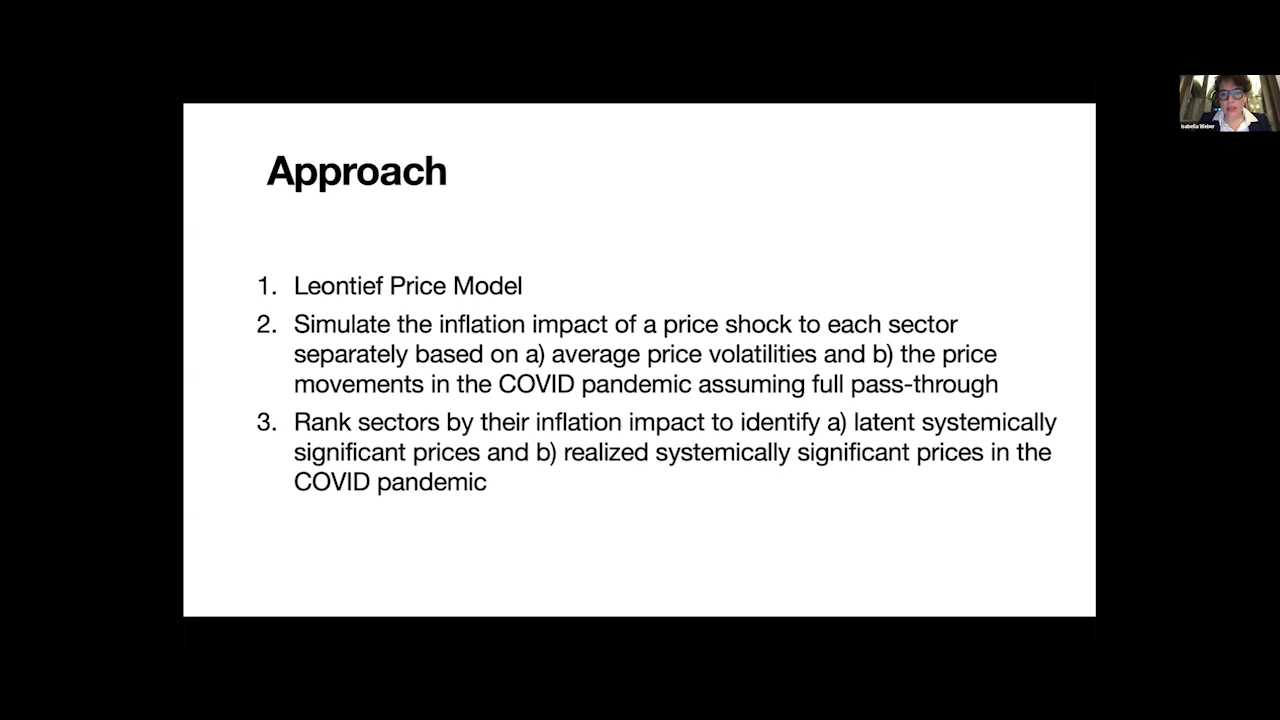 Approach
1. Leontief Price Model
2. Simulate the inflation impact of a price shock to each sector
separately based on a) average price volatilities and b) the price
movements in the COVID pandemic assuming full pass-through
3. Rank sectors by their inflation impact to identify a) latent systemically
significant prices and b) realized systemically significant prices in the
COVID pandemic
Isabella Weber